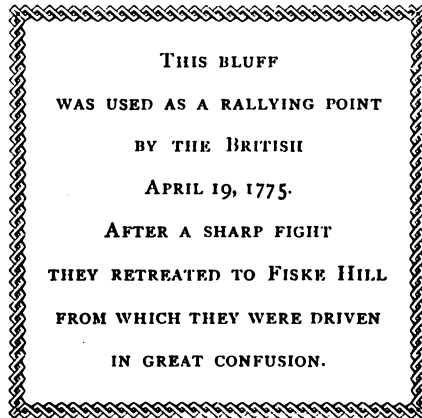 This bluff
was used as a rallying point
by the British
April 19, 1775.
After a sharp fight
they retreated to Fiske Hill
from which they were driven
in great confusion.